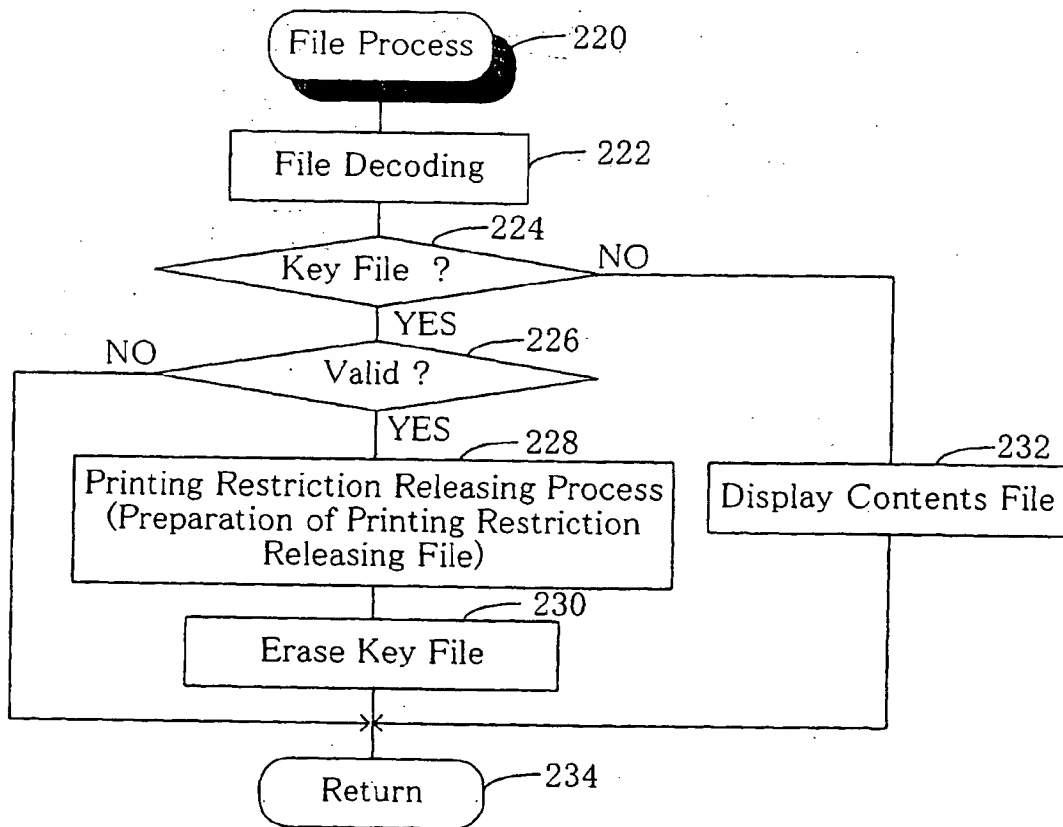 File Process
220
File Decoding
222
224
Key File ?
NO
YES
226
NO
Valid ?
YES
228
Printing Restriction Releasing Process
(Preparation of Printing Restriction
Releasing File)
232
Display Contents File
230
Erase Key File
Return
234